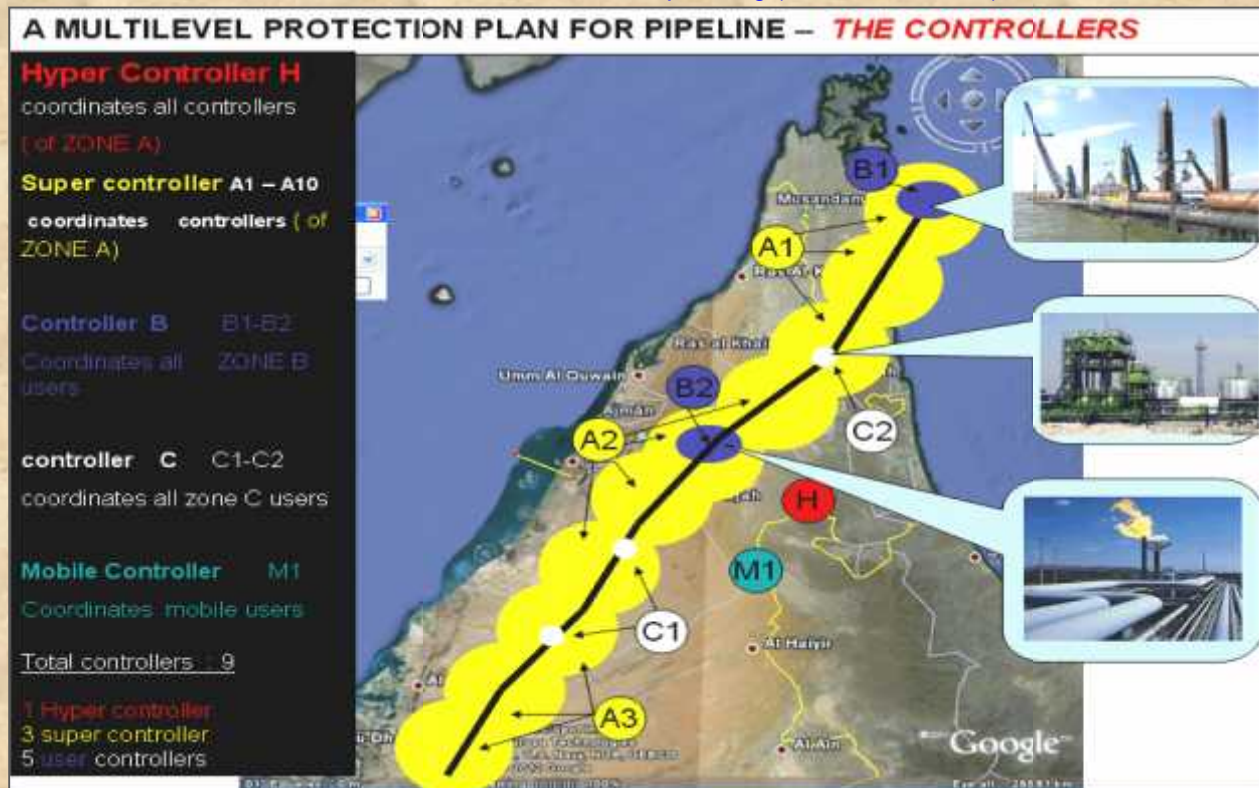 A MULTILEVEL PROTECTION PLAN FOR PIPELINE – THE CONTROLLERS
Hyper Controller H
coordinates all controllers
( of ZONE A)
Super controller A1 – A10
coordinates controllers ( of
ZONE A)
Controller B B1-B2
Coordinates all ZONE B
users
controller C C1-C2
coordinates all zone C users
Mobile Controller M1
Coordinates mobile users
Total controllers : 9
1 Hyper controller
3 super controller
5 user controllers
B1
Musandam
A1
Ras Al-K
Ras al Khai
Umm Al Quwain
B2
Ajman
A2
C2
H
M1
C1
Al Haiyir
A3
Al Ain
Google